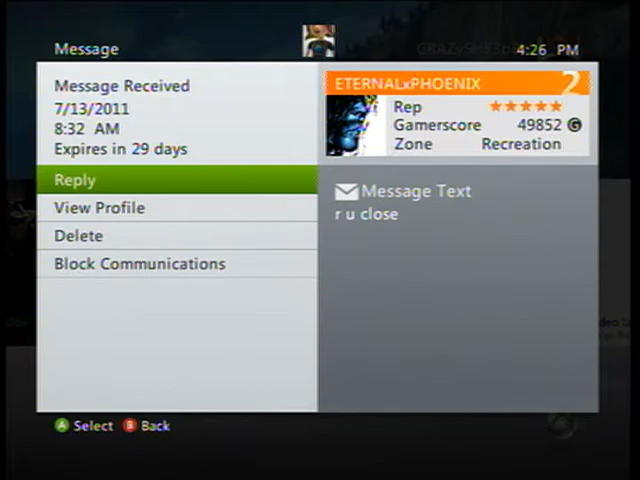 Message
4:26 PM
Message Received
7/13/2011
8:32 AM
Expires in 29 days
Reply
View Profile
Delete
Block Communications
ETERNALxPHOENIX 2
Rep
Gamerscore 49852 G
Zone Recreation
Message Text
r u close
A Select B Back